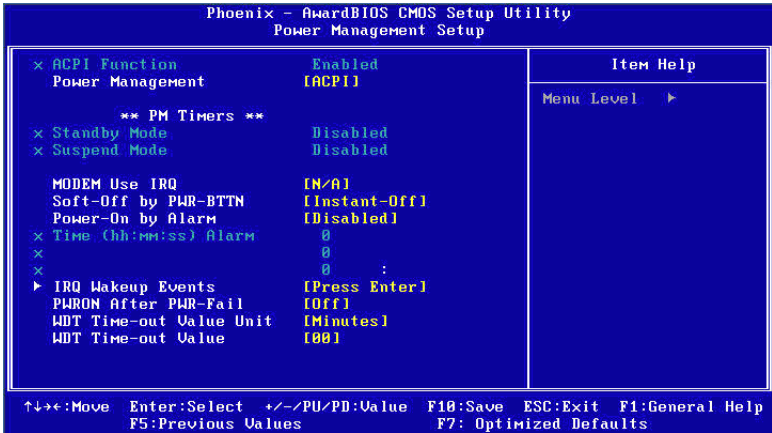 Phoenix - AwardBIOS CMOS Setup Utility
Power Management Setup
x ACPI Function Enabled
Power Management [ACPI]
** PM Timers **
x Standby Mode Disabled
x Suspend Mode Disabled
MODEM Use IRQ [N/A]
Soft-Off by PWR-BTTN [Instant-Off]
Power-On by Alarm [Disabled]
x Time (hh:mm:ss) Alarm 0
x 0
x 0 :
► IRQ Wakeup Events [Press Enter]
PWRON After PWR-Fail [Off]
WDT Time-out Value Unit [Minutes]
WDT Time-out Value [00]
Item Help
Menu Level ►
↑↓→←:Move Enter:Select +/-/PU/PD:Value F10:Save ESC:Exit F1:General Help
F5:Previous Values F7: Optimized Defaults